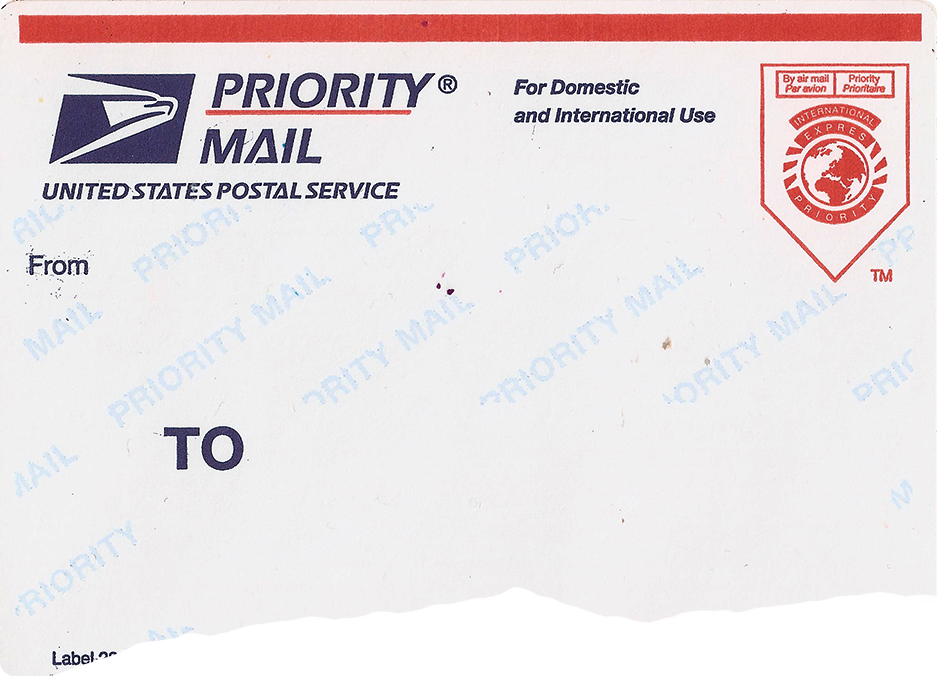 PRIORITY®
MAIL
UNITED STATES POSTAL SERVICE
For Domestic
and International Use
By air mail
Par avion
Priority
Prioritaire
INTERNATIONAL
EXPRES
PRIORITY
TM
From
PRIORITY
MAIL
PRIORITY MAIL
PRIORITY MAIL
MAIL
TO
MAIL
PRIORITY
Label